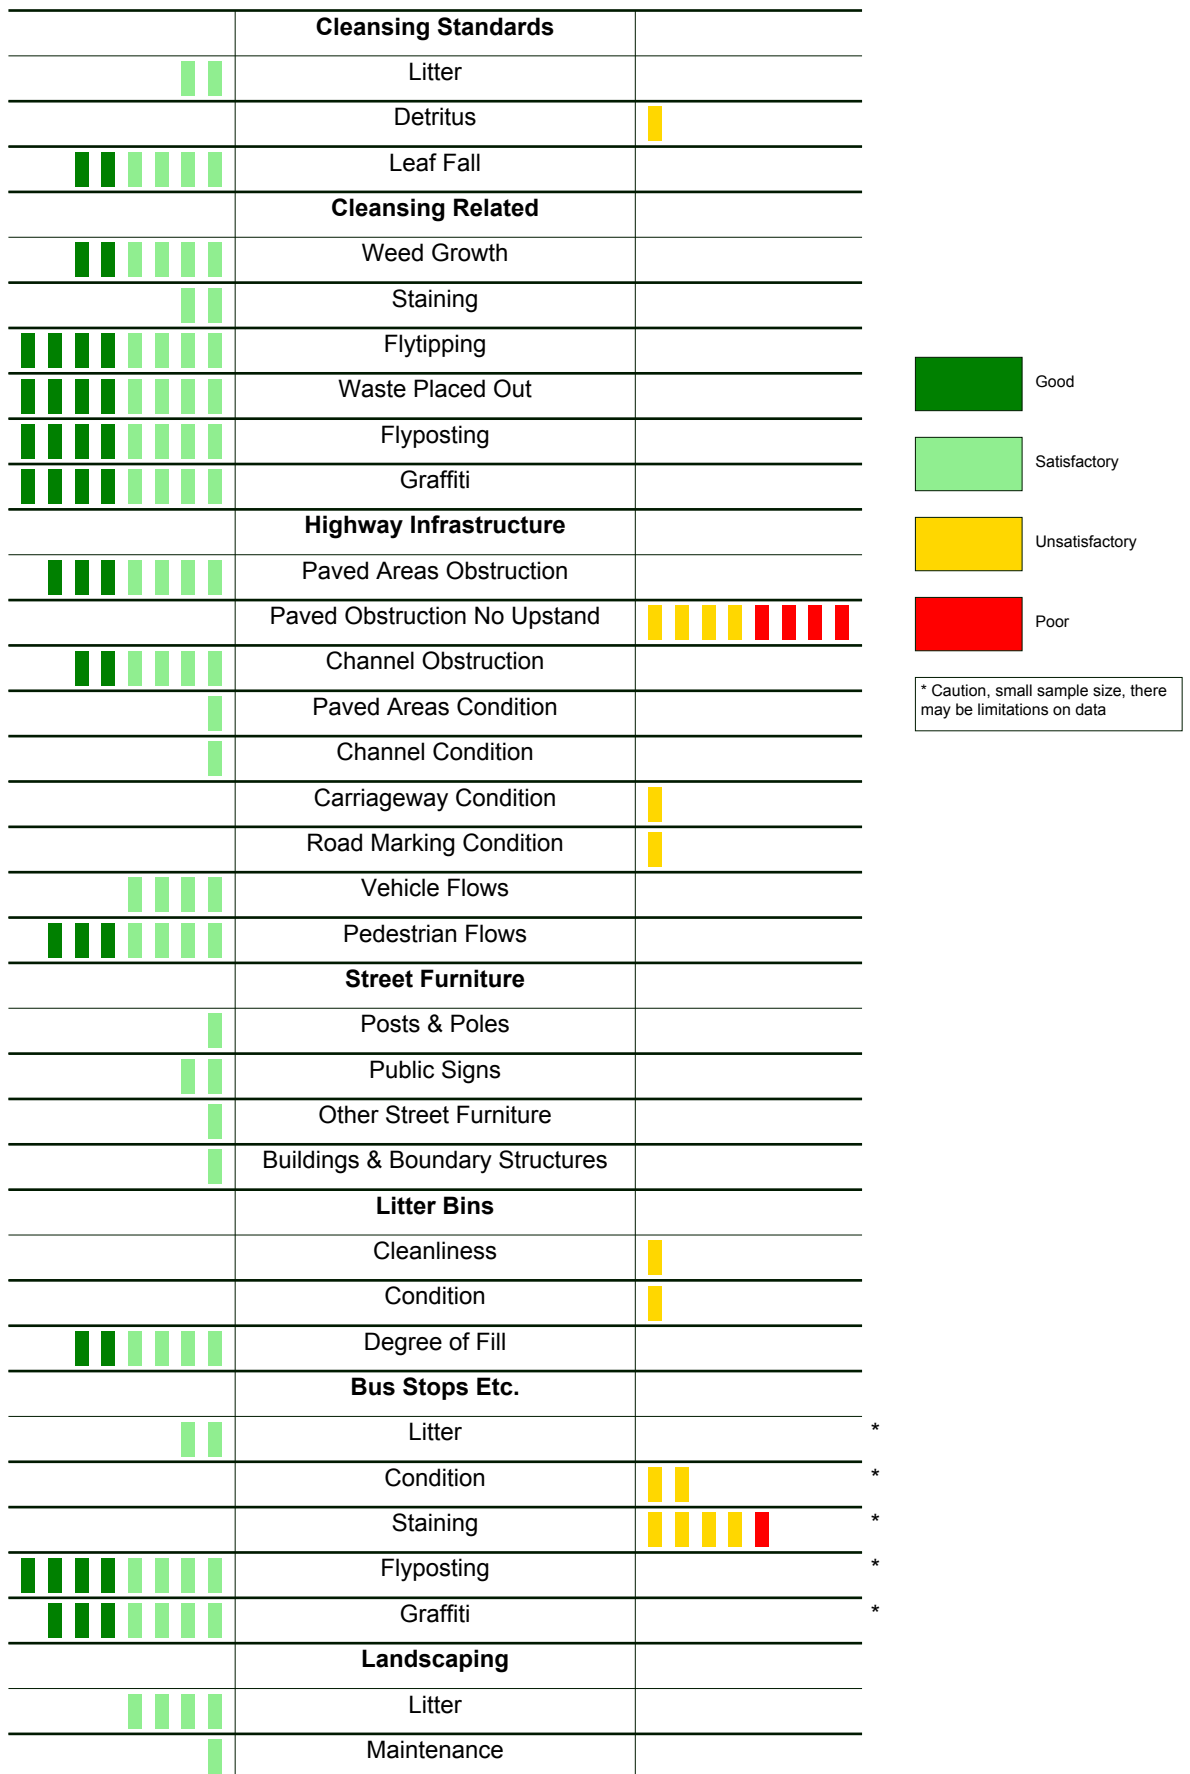 Cleansing Standards
Litter
Detritus
Leaf Fall
Cleansing Related
Weed Growth
Staining
Flytipping
Waste Placed Out
Flyposting
Graffiti
Highway Infrastructure
Paved Areas Obstruction
Paved Obstruction No Upstand
Channel Obstruction
Paved Areas Condition
Channel Condition
Carriageway Condition
Road Marking Condition
Vehicle Flows
Pedestrian Flows
Street Furniture
Posts & Poles
Public Signs
Other Street Furniture
Buildings & Boundary Structures
Litter Bins
Cleanliness
Condition
Degree of Fill
Bus Stops Etc.
Litter *
Condition *
Staining *
Flyposting *
Graffiti *
Landscaping
Litter
Maintenance
Good
Satisfactory
Unsatisfactory
Poor
* Caution, small sample size, there
may be limitations on data